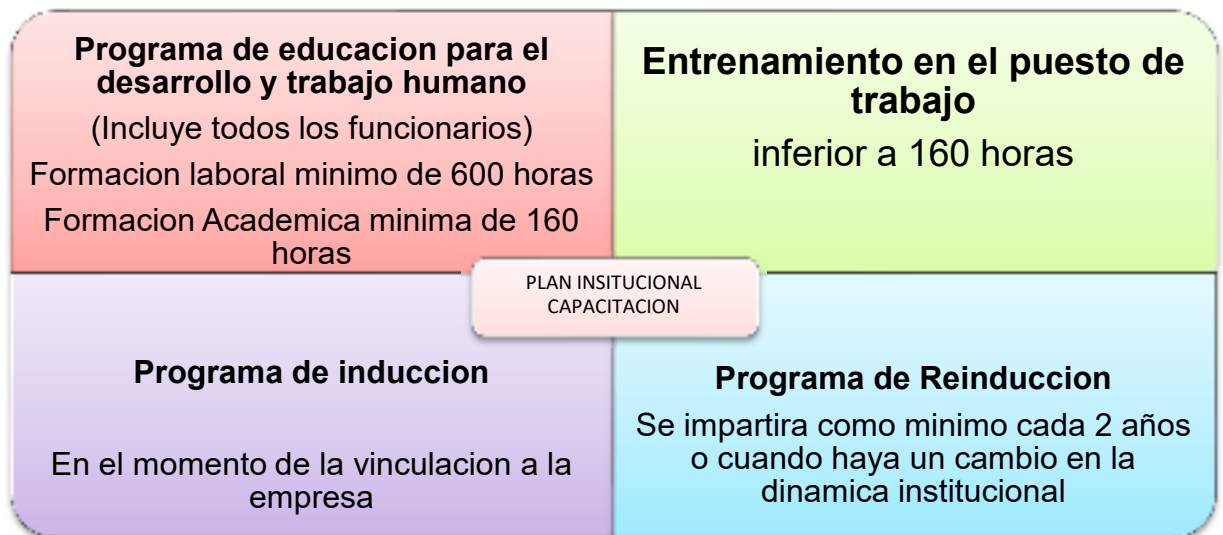 Programa de educacion para el
desarrollo y trabajo humano
(Incluye todos los funcionarios)
Formacion laboral minimo de 600 horas
Formacion Academica minima de 160
horas
Entrenamiento en el puesto de
trabajo
inferior a 160 horas
PLAN INSITUCIONAL
CAPACITACION
Programa de induccion
En el momento de la vinculacion a la
empresa
Programa de Reinduccion
Se impartira como minimo cada 2 años
o cuando haya un cambio en la
dinamica institucional